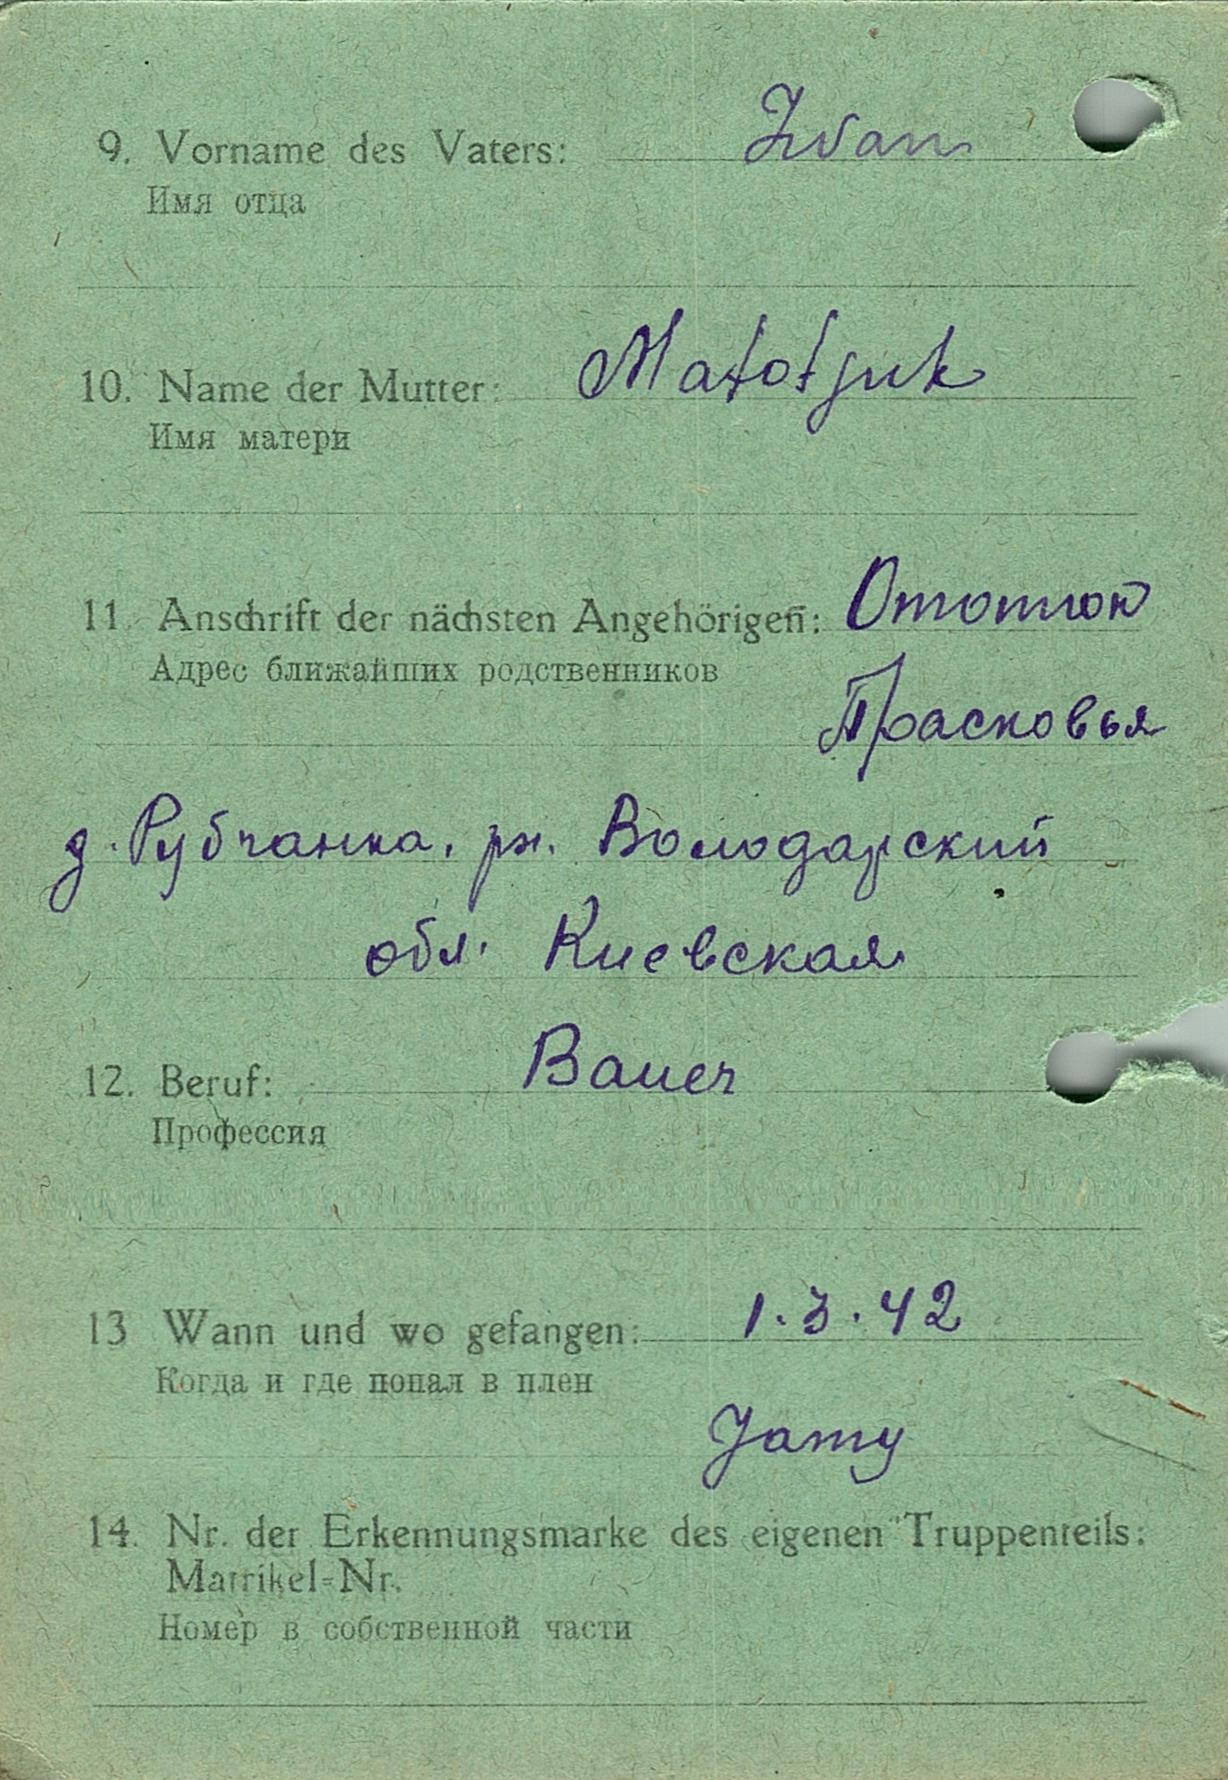 9. Vorname des Vaters: Iwan
Имя отца
10. Name der Mutter: Matotjuk
Имя матери
11. Anschrift der nächsten Angehörigen: Ототюк
Адрес ближайших родственников
Прасковья
д. Рубчанка, рн. Володарский
обл. Киевская
12. Beruf: Bauer
Профессия
13 Wann und wo gefangen: 1.3.42
Когда и где попал в плен
Jamy
14. Nr. der Erkennungsmarke des eigenen Truppenteils:
Matrikel=Nr.
Номер в собственной части